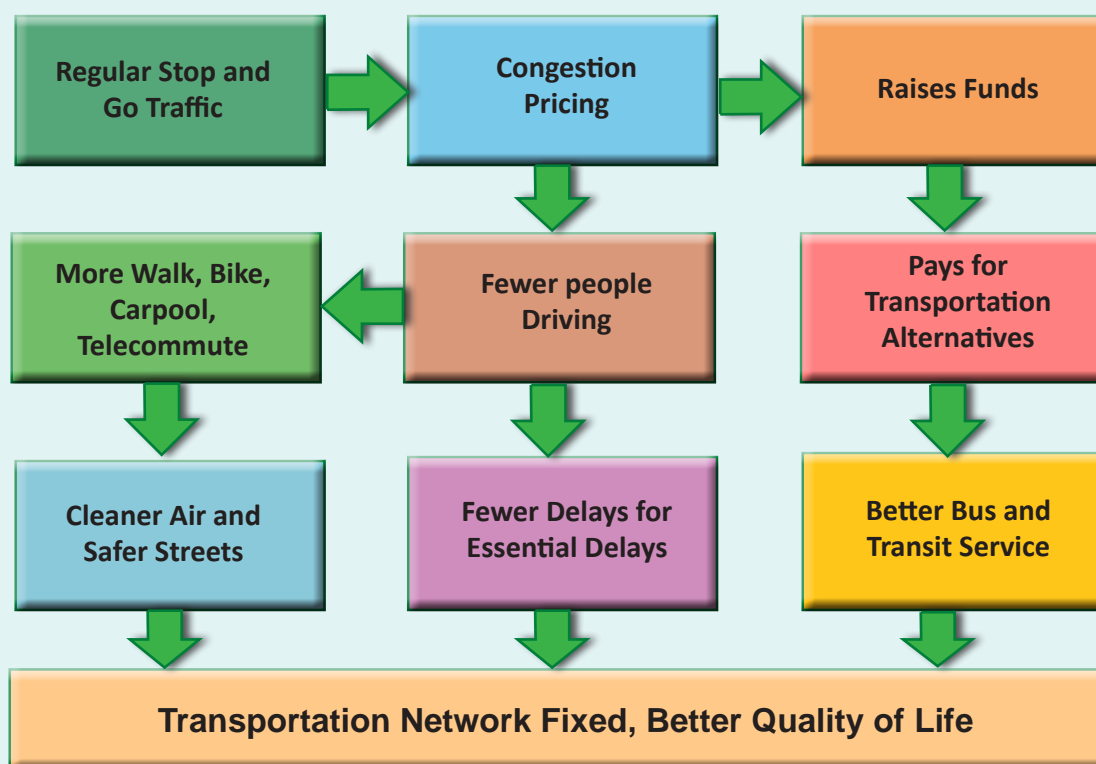 Regular Stop and
Go Traffic
Congestion
Pricing
Raises Funds
More Walk, Bike,
Carpool,
Telecommute
Fewer people
Driving
Pays for
Transportation
Alternatives
Cleaner Air and
Safer Streets
Fewer Delays for
Essential Delays
Better Bus and
Transit Service
Transportation Network Fixed, Better Quality of Life